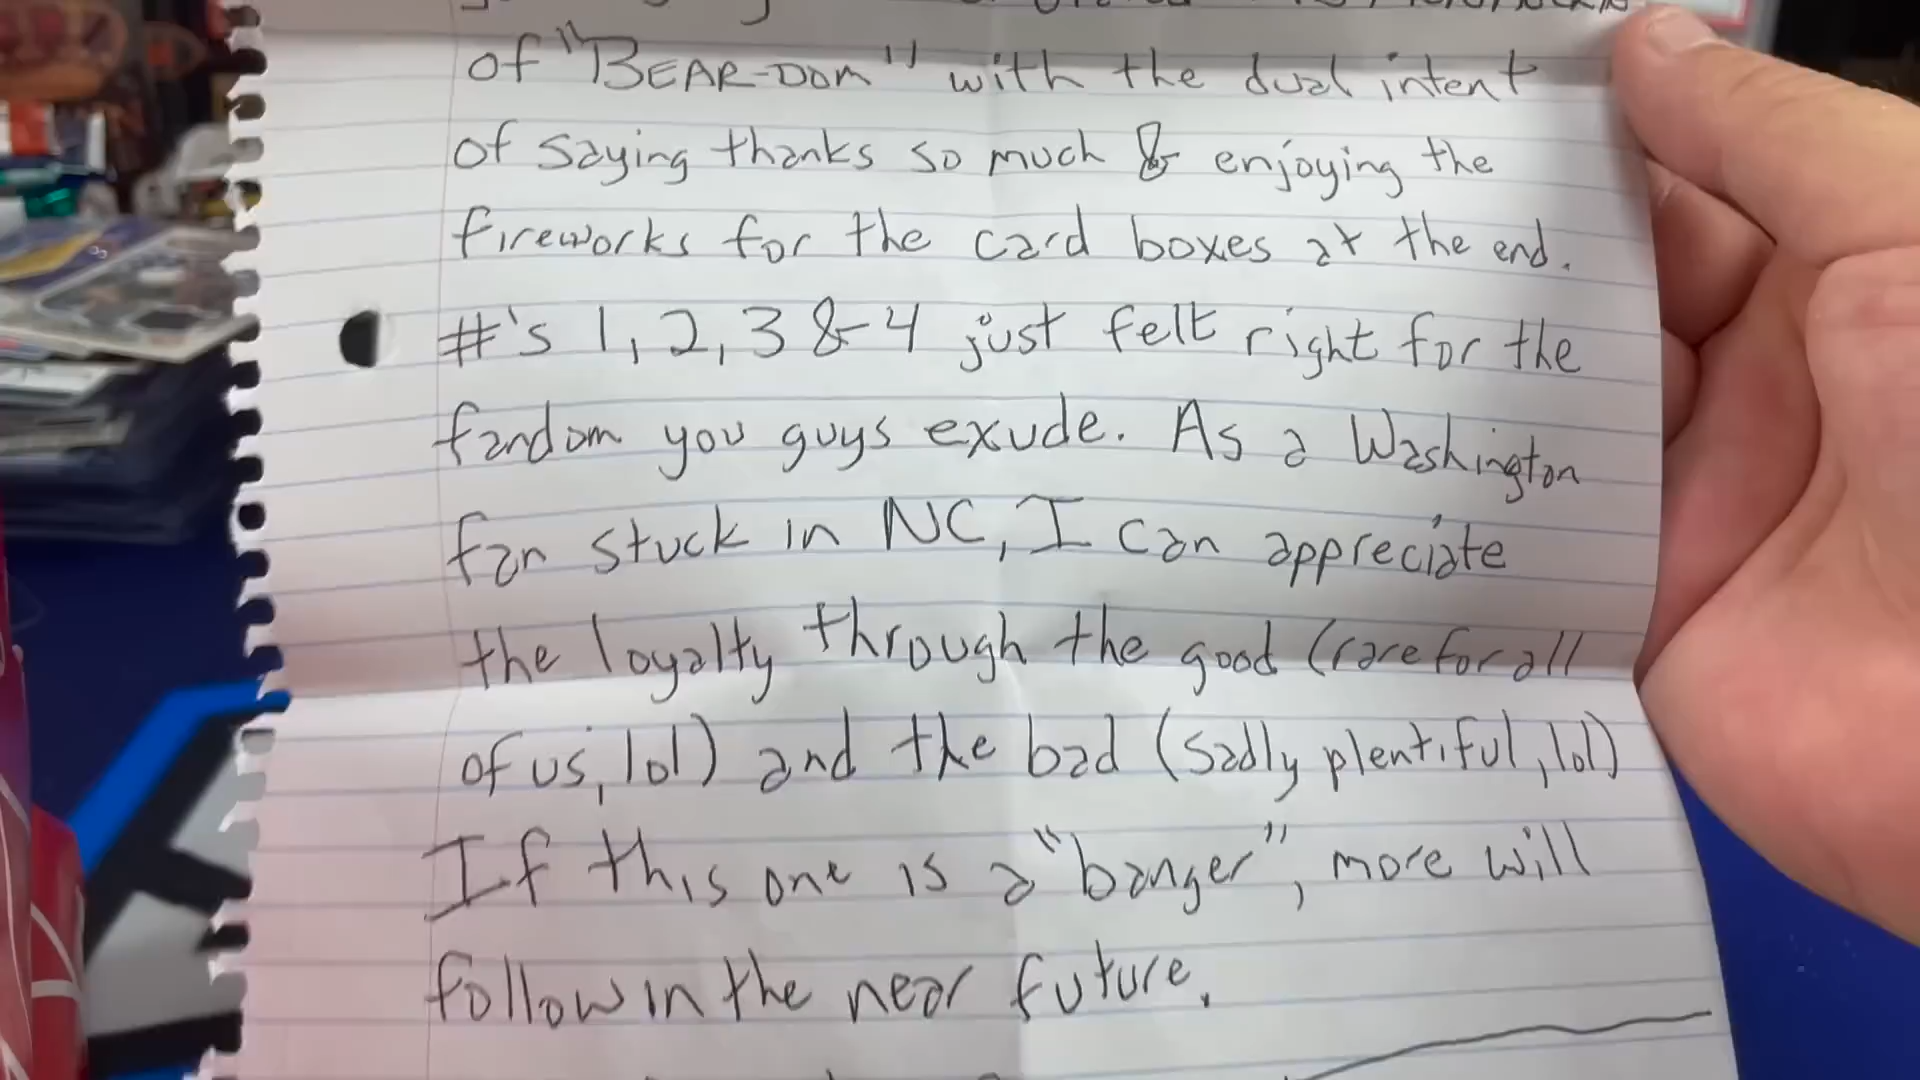 of "BEAR-DOM" with the dual intent
of saying thanks so much & enjoying the
fireworks for the card boxes at the end.
#'s 1, 2, 3 & 4 just felt right for the
fandom you guys exude. As a Washington
fan stuck in NC, I can appreciate
the loyalty through the good (rare for all
of us, lol) and the bad (sadly plentiful, lol)
If this one is a "banger", more will
follow in the near future.